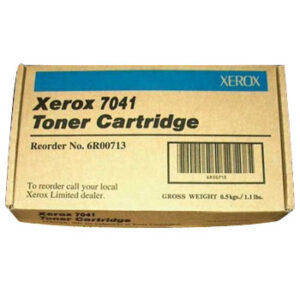 XEROX
Xerox 7041
Toner Cartridge
Reorder No. 6R00713
6R00713
To reorder call your local
Xerox Limited dealer.
GROSS WEIGHT 0.5kgs./1.1 lbs.